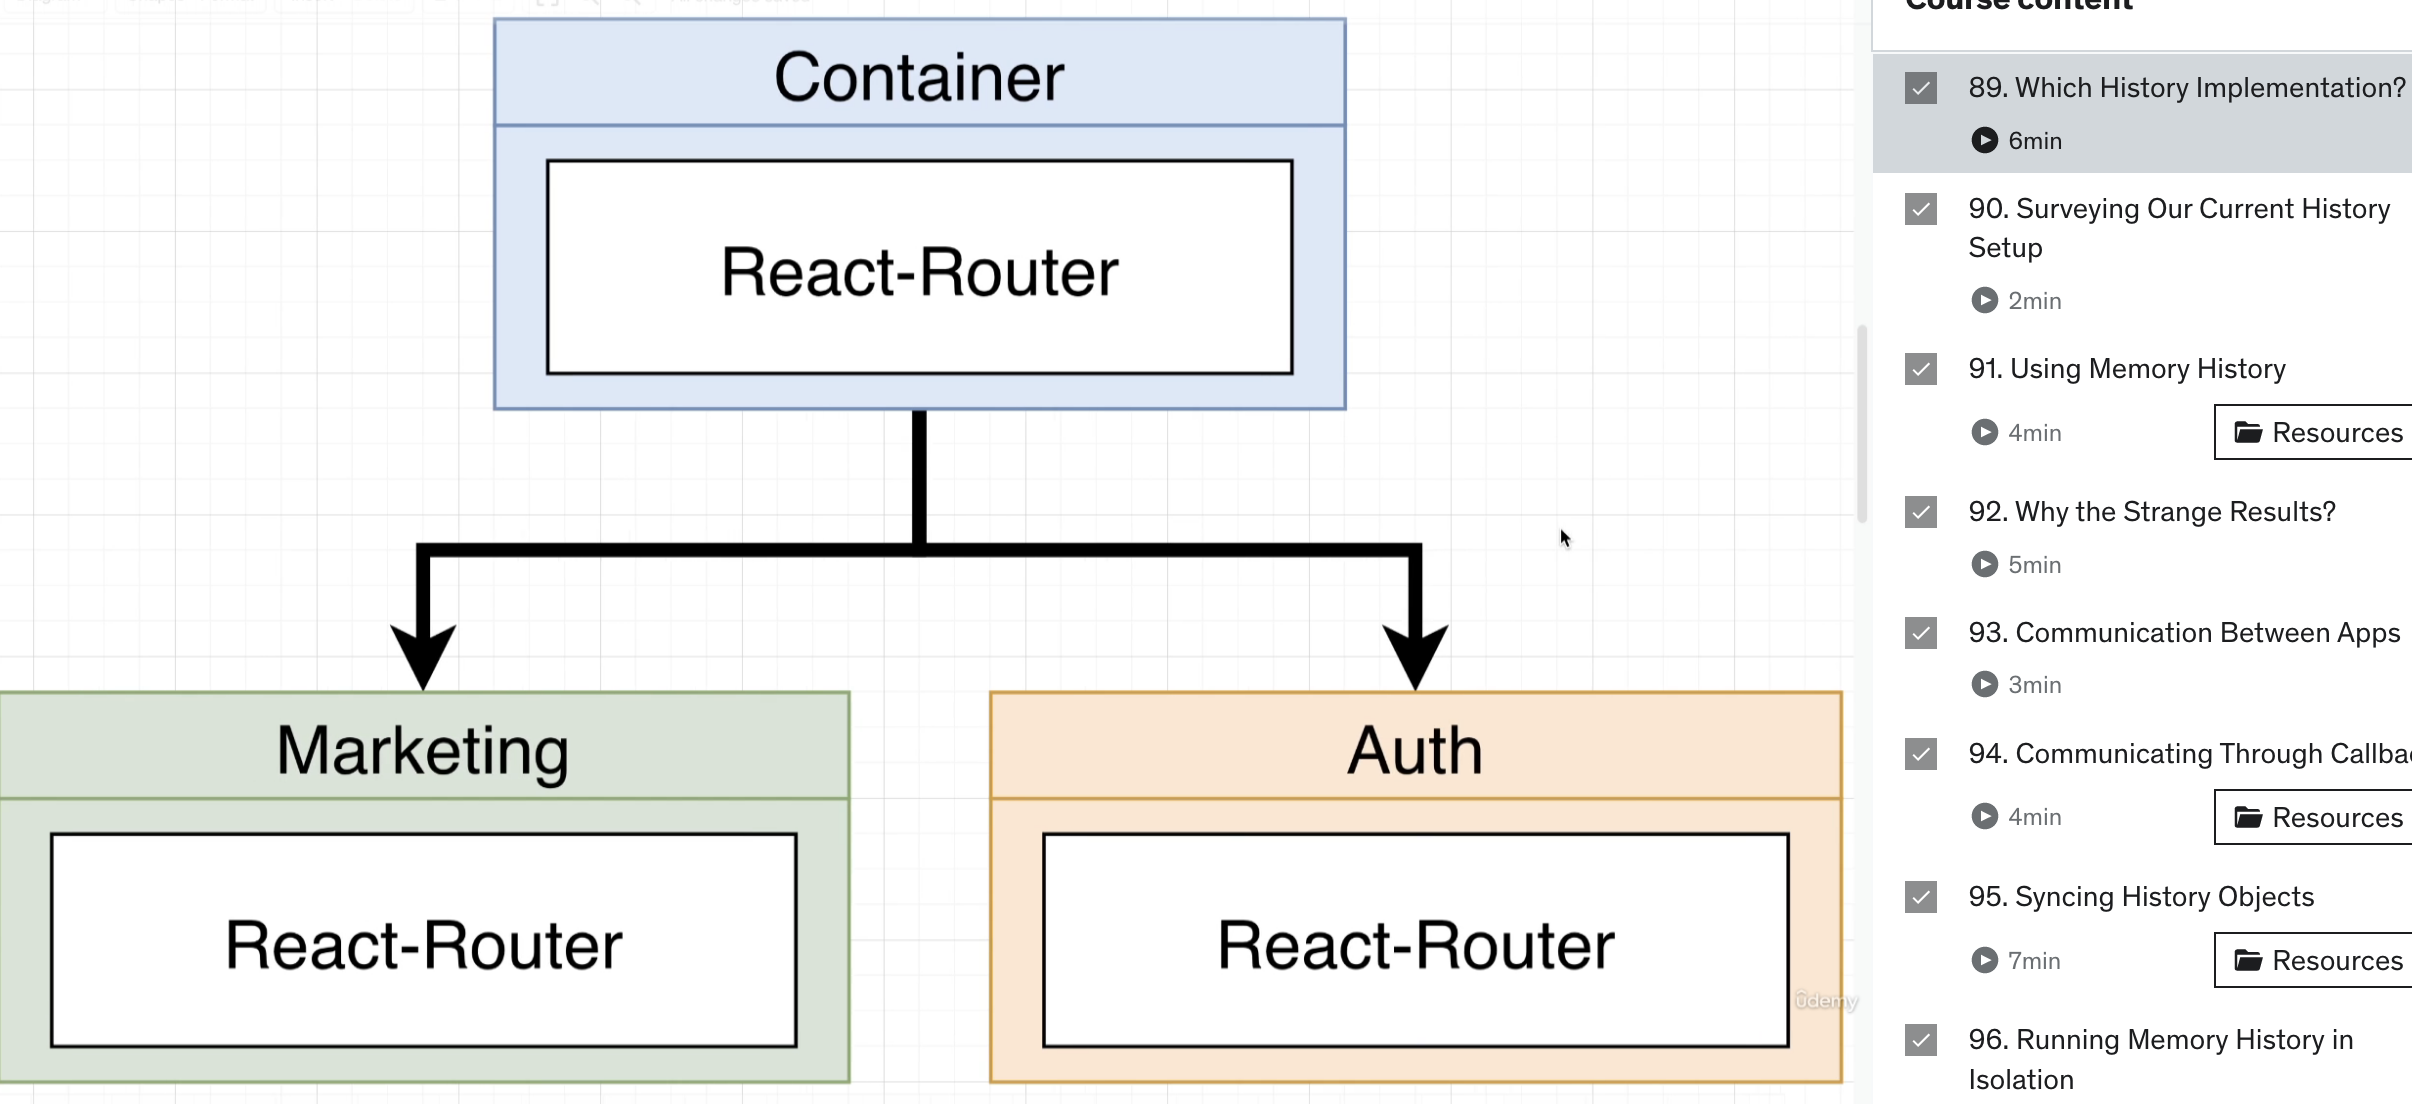 Container
React-Router
Marketing
React-Router
Auth
React-Router
ûdemy
Course content
89. Which History Implementation?
6min
90. Surveying Our Current History
Setup
2min
91. Using Memory History
4min
Resources
92. Why the Strange Results?
5min
93. Communication Between Apps
3min
94. Communicating Through Callba
4min
Resources
95. Syncing History Objects
7min
Resources
96. Running Memory History in
Isolation